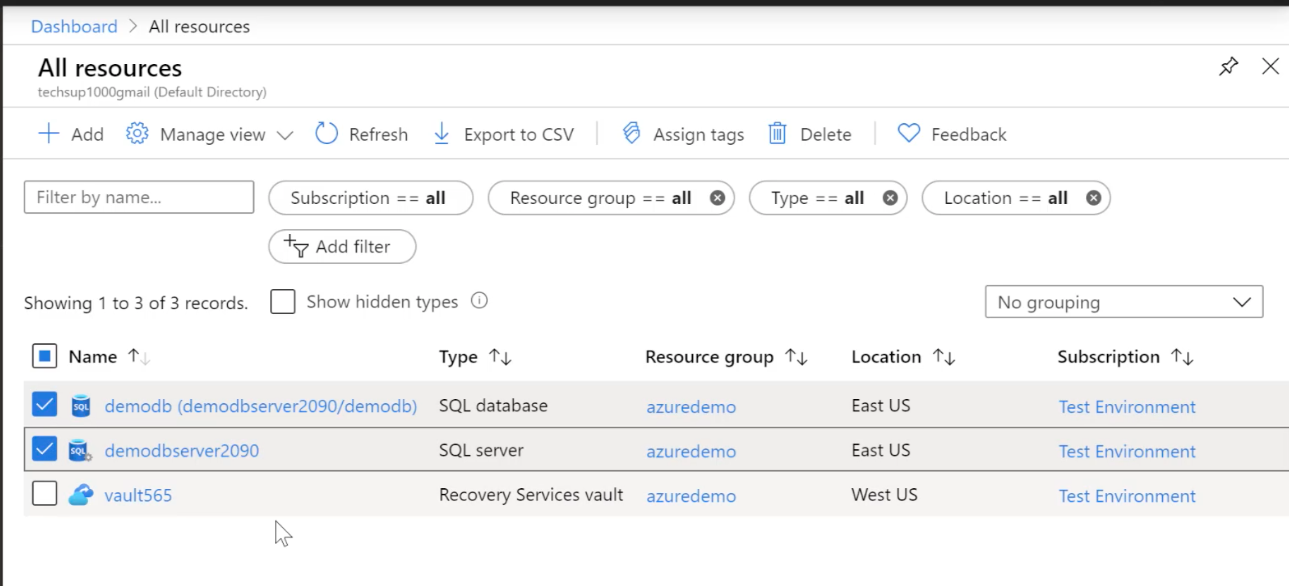 Dashboard > All resources
All resources
techsup1000gmail (Default Directory)
Add Manage view Refresh Export to CSV Assign tags Delete Feedback
Filter by name... Subscription == all Resource group == all Type == all Location == all
Add filter
Showing 1 to 3 of 3 records. Show hidden types No grouping
Name Type Resource group Location Subscription
SQL demodb (demodbserver2090/demodb) SQL database azuredemo East US Test Environment
SQL demodbserver2090 SQL server azuredemo East US Test Environment
vault565 Recovery Services vault azuredemo West US Test Environment